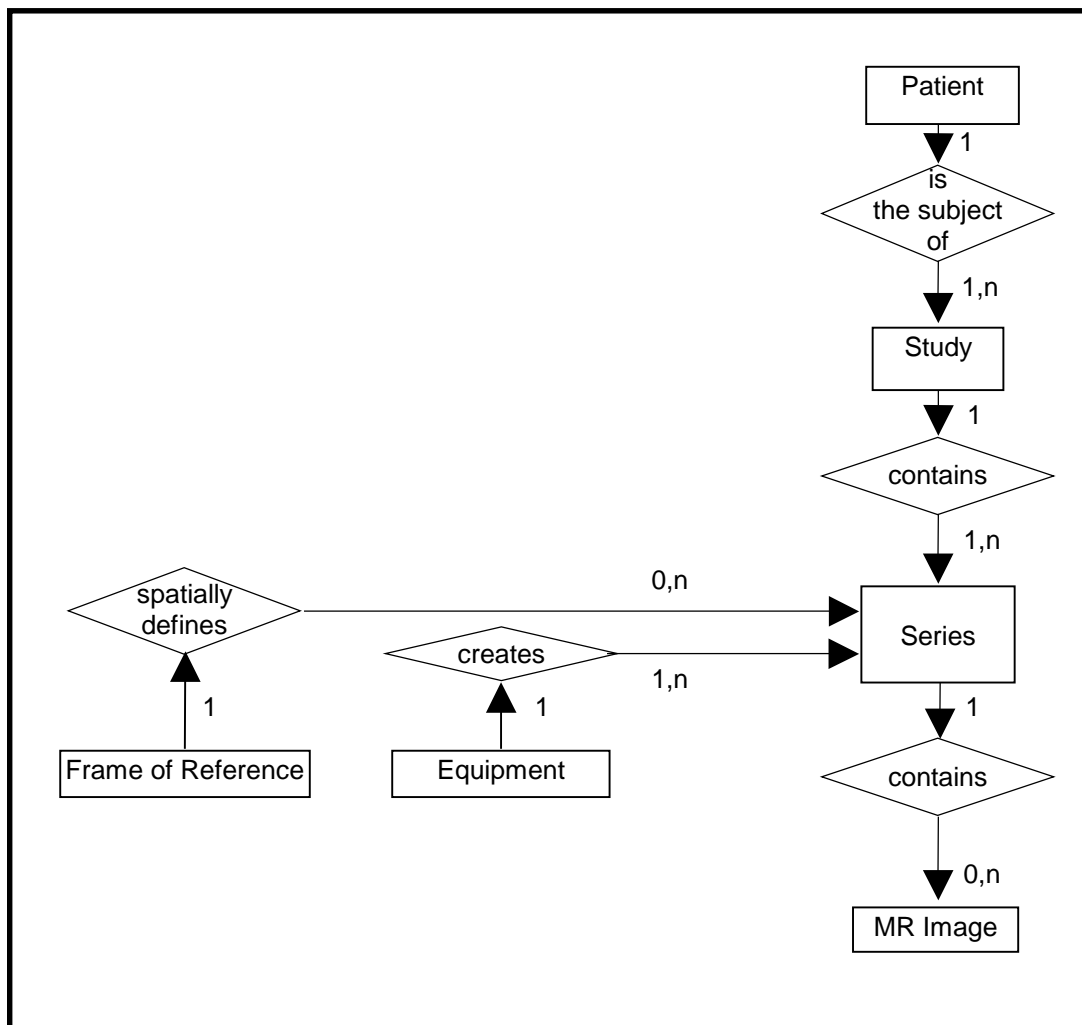 Patient
1
is
the subject
of
1,n
Study
1
contains
1,n
spatially
defines
0,n
Series
creates
1,n
1
1
1
Frame of Reference
Equipment
contains
0,n
MR Image